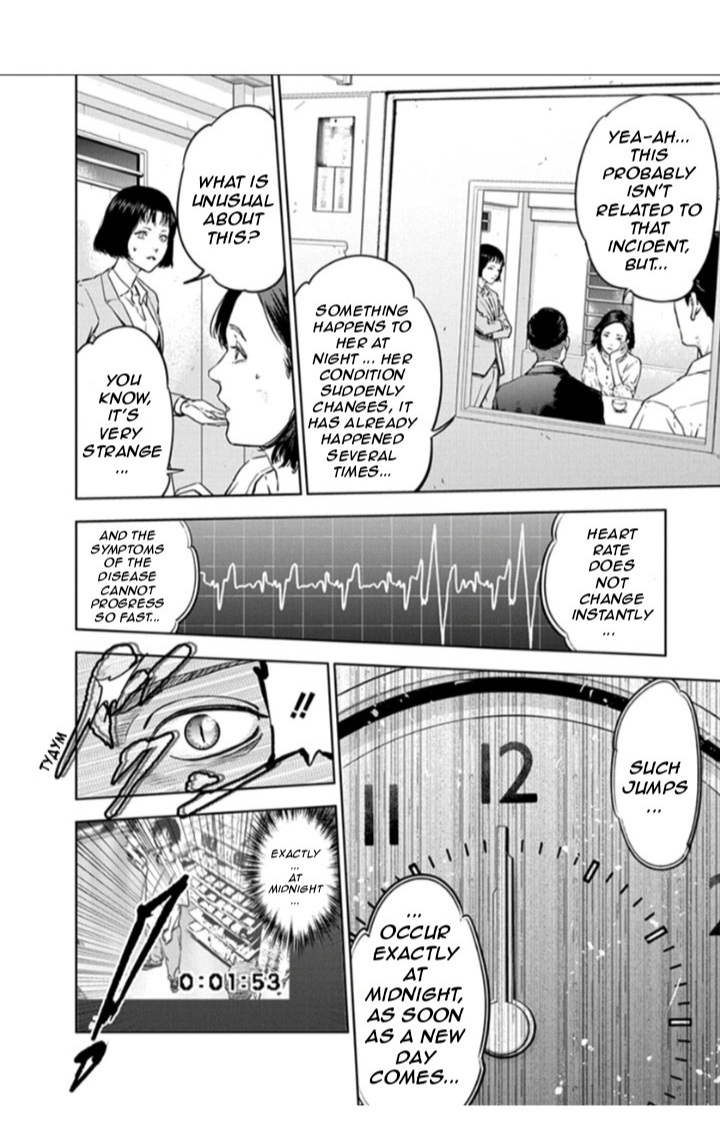 YEA-AH...
THIS
PROBABLY
ISN'T
RELATED TO
THAT
INCIDENT,
BUT...
SOMETHING
HAPPENS TO
HER AT
NIGHT ... HER
CONDITION
SUDDENLY
CHANGES, IT
HAS ALREADY
HAPPENED
SEVERAL
TIMES...
WHAT IS
UNUSUAL
ABOUT
THIS?
YOU
KNOW,
IT'S
VERY
STRANGE
...
HEART
RATE
DOES
NOT
CHANGE
INSTANTLY
...
AND THE
SYMPTOMS
OF THE
DISEASE
CANNOT
PROGRESS
SO FAST...
SUCH
JUMPS
...
12
11
...
OCCUR
EXACTLY
AT
MIDNIGHT,
AS SOON
AS A NEW
DAY
COMES...
!!
TYAYM
EXACTLY
...
AT
MIDNIGHT
...
0:01:53